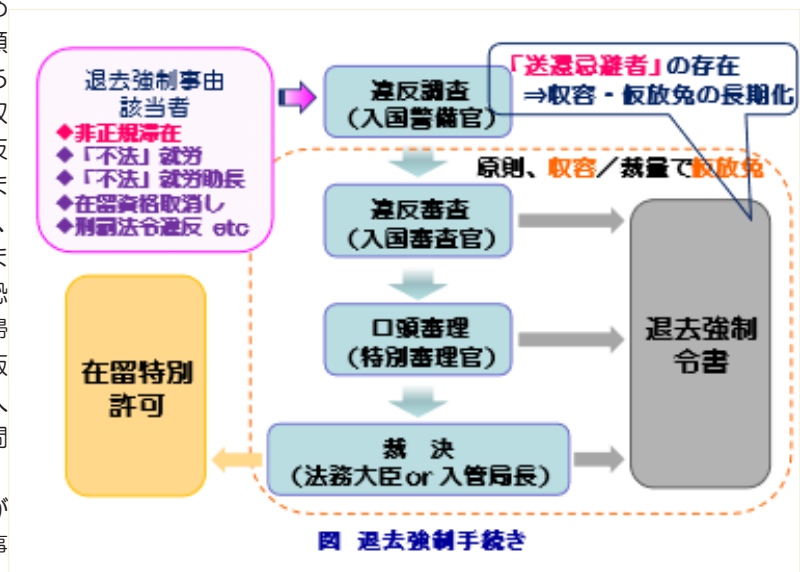 退去強制事由
該当者
◆非正規滞在
◆「不法」就労
◆「不法」就労助長
◆在留資格取消し
◆刑罰法令違反 etc
違反調査
(入国警備官)
「送還忌避者」の存在
⇒収容・仮放免の長期化
原則、収容/裁量で仮放免
違反審査
(入国審査官)
口頭審理
(特別審理官)
裁 決
(法務大臣or入管局長)
在留特別
許可
退去強制
令書
図 退去強制手続き